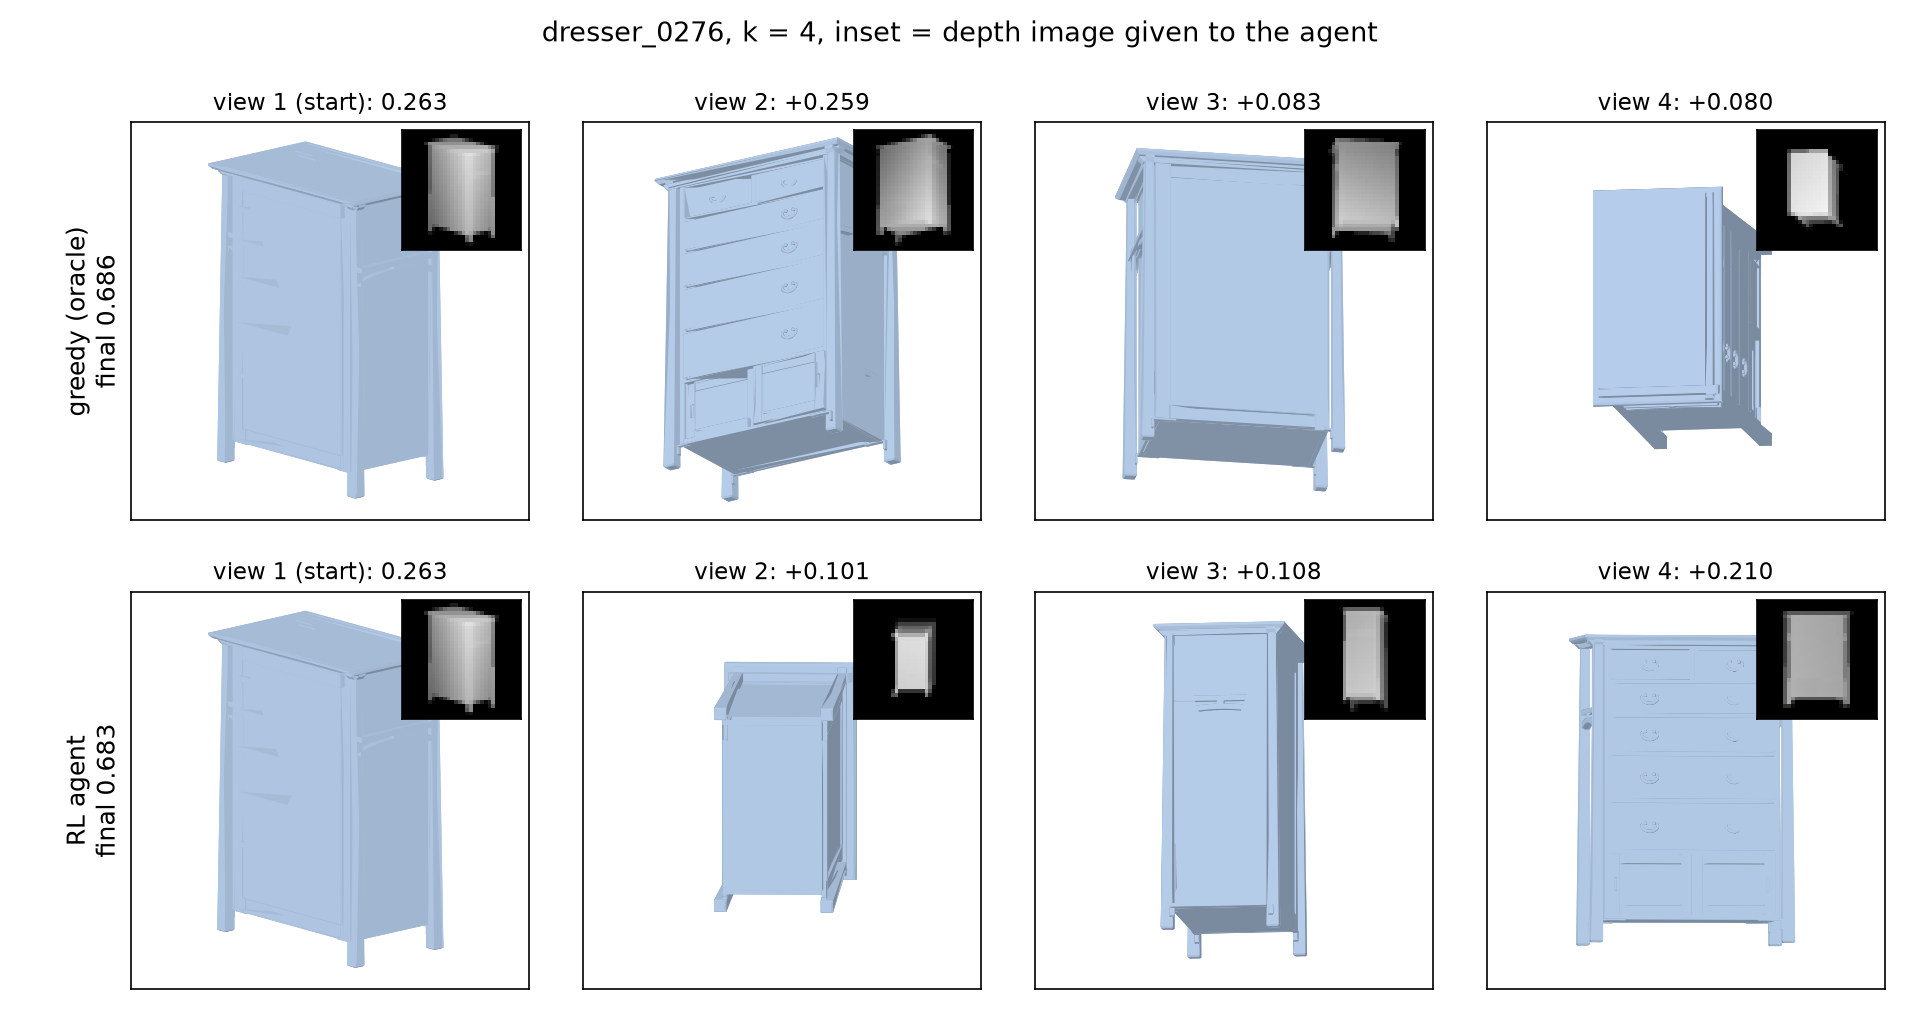 dresser_0276, k = 4, inset = depth image given to the agent
view 1 (start): 0.263
view 2: +0.259
view 3: +0.083
view 4: +0.080
greedy (oracle)
final 0.686
view 1 (start): 0.263
view 2: +0.101
view 3: +0.108
view 4: +0.210
RL agent
final 0.683